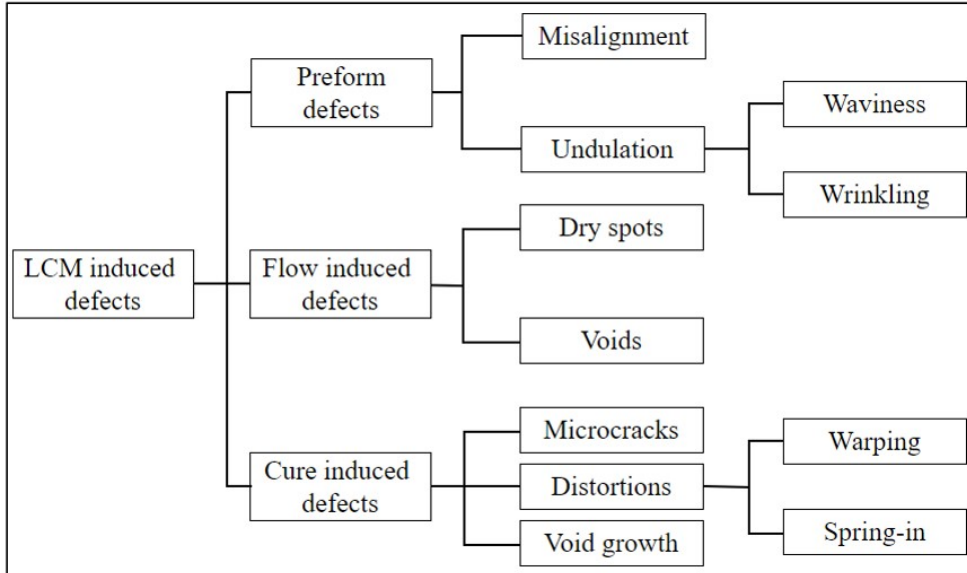 Misalignment
Preform
defects
Waviness
Undulation
Wrinkling
Dry spots
LCM induced
defects
Flow induced
defects
Voids
Microcracks
Warping
Cure induced
defects
Distortions
Spring-in
Void growth